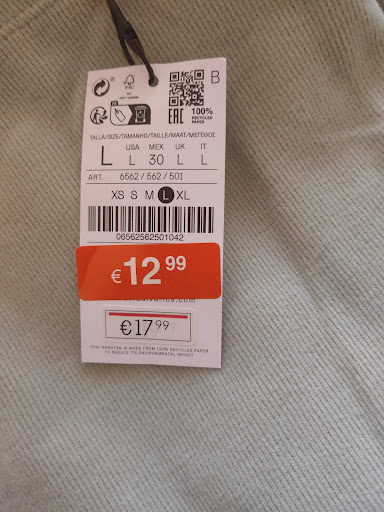 FSC
B
EAC
100%
RECYCLED
PAPER
TALLA/SIZE/TAMANHO/TAILLE/MAAT/ΜΕΓΕΘΟΣ
L USA MEX UK IT
L 30 L L
ART. 6562 / 562 / 501
XS S M L XL
06562562501042
€12 99
€17 99
THIS HANGTAG IS MADE FROM 100% RECYCLED PAPER
TO REDUCE ITS ENVIRONMENTAL IMPACT